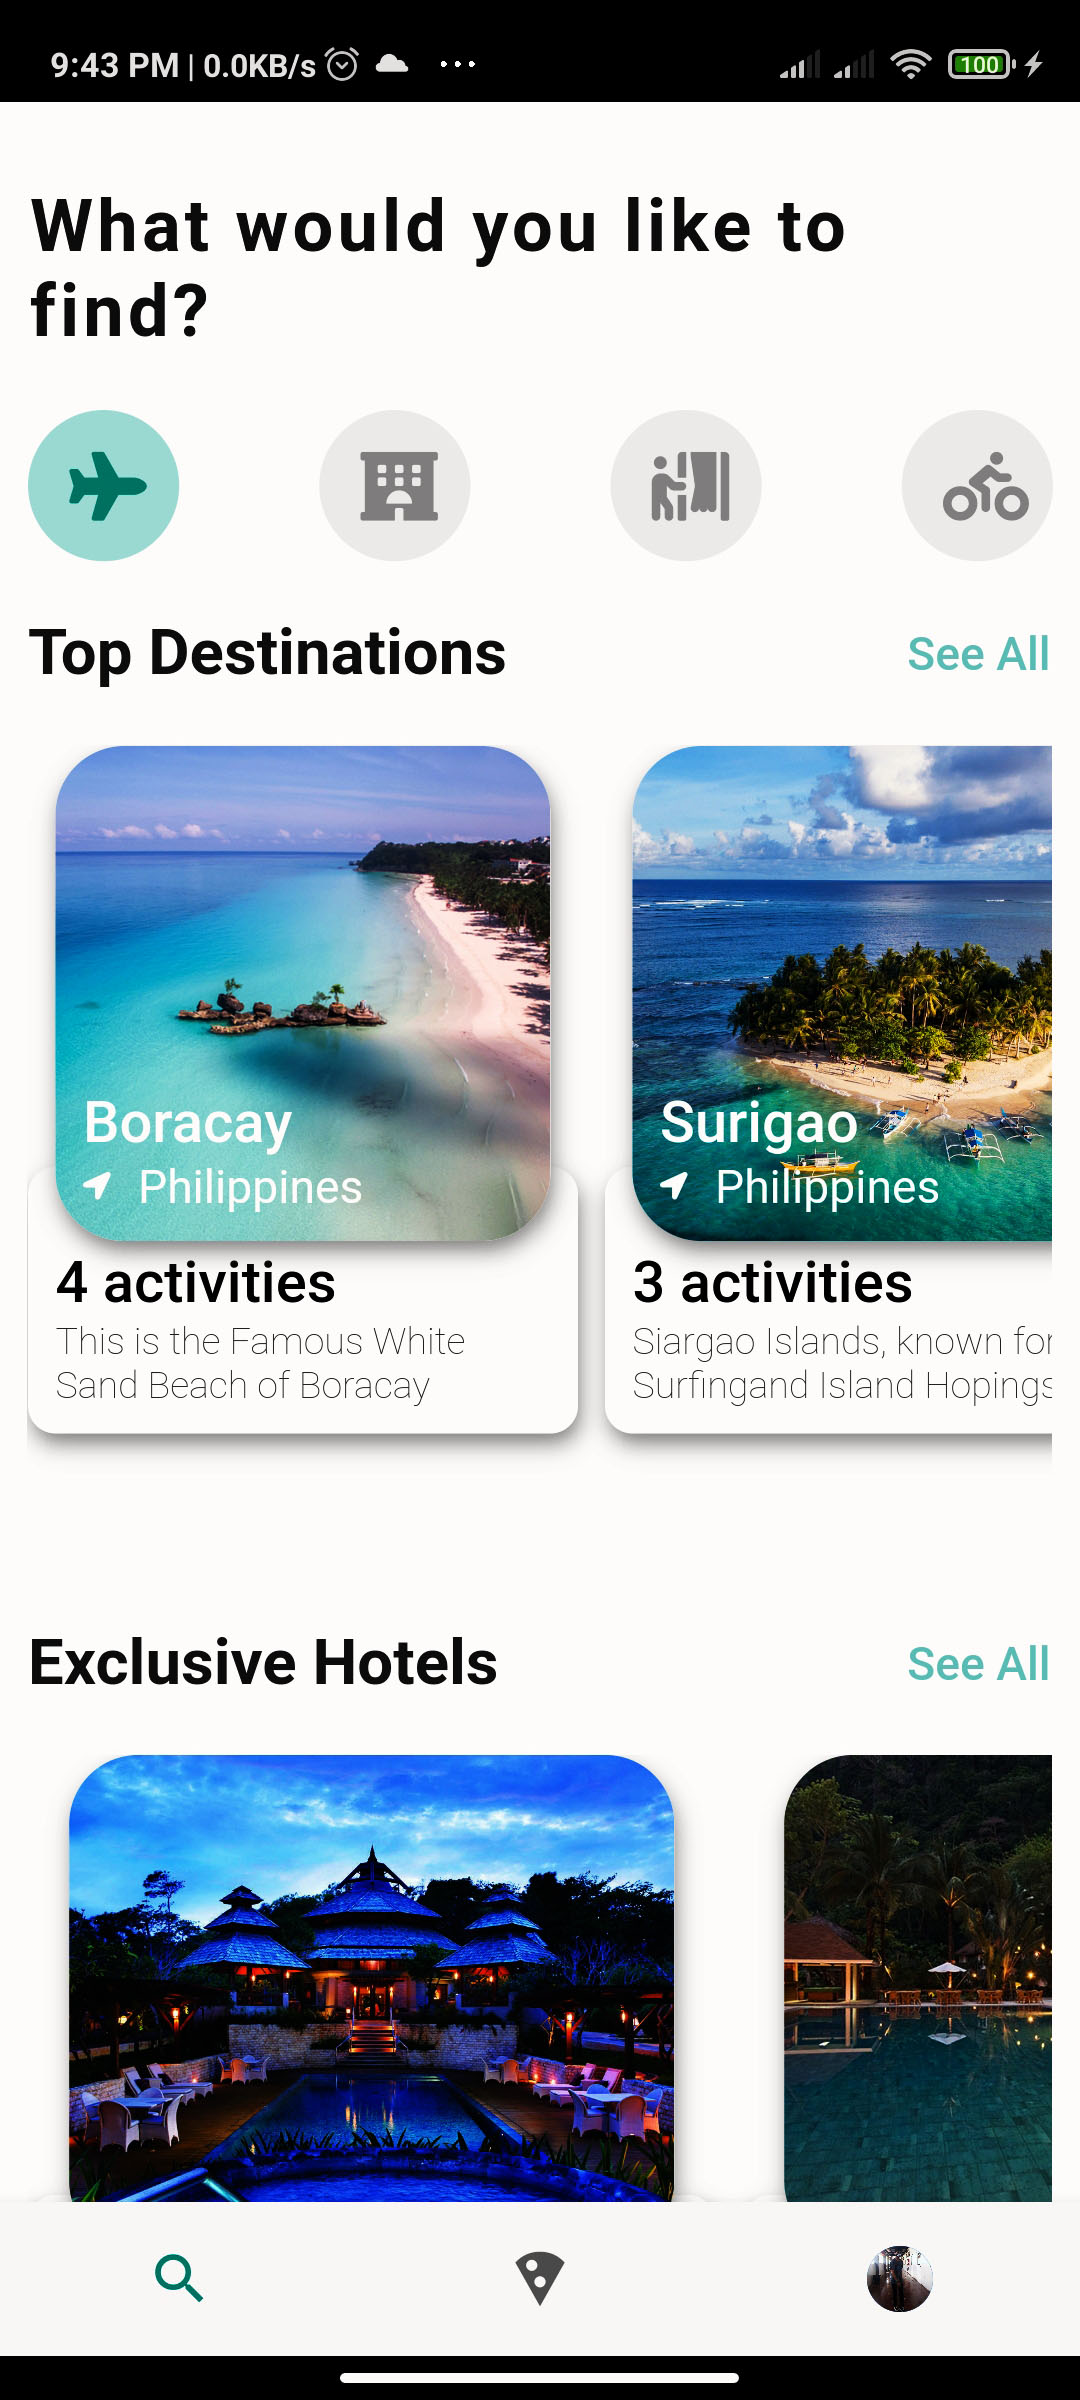 9:43 PM | 0.0KB/s
100
What would you like to
find?
Top Destinations
See All
Boracay
Philippines
4 activities
This is the Famous White
Sand Beach of Boracay
Surigao
Philippines
3 activities
Siargao Islands, known for
Surfingand Island Hopings
Exclusive Hotels
See All